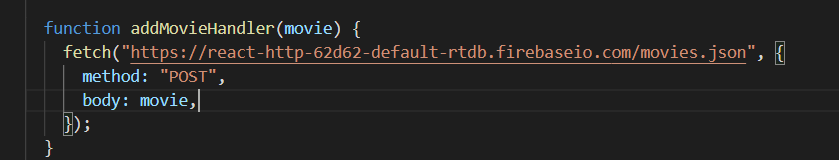 function addMovieHandler(movie) {
fetch("https://react-http-62d62-default-rtdb.firebaseio.com/movies.json", {
method: "POST",
body: movie,
});
}